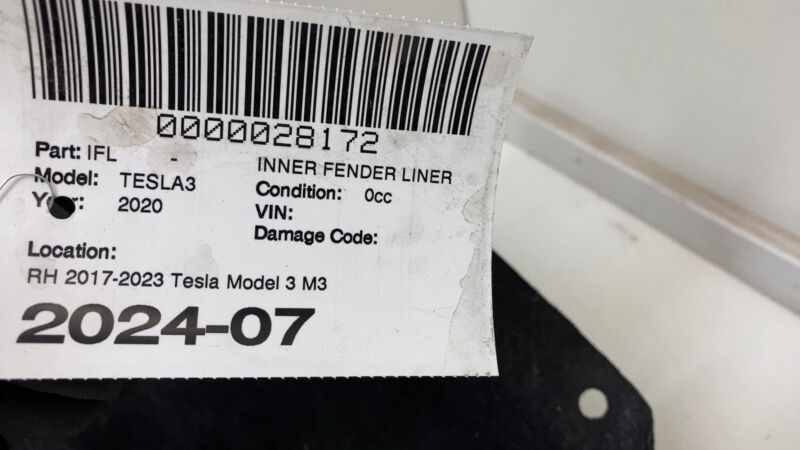 0000028172
Part: IFL - INNER FENDER LINER
Model: TESLA3 Condition: 0cc
2020 VIN:
Damage Code:
Location:
RH 2017-2023 Tesla Model 3 M3
2024-07